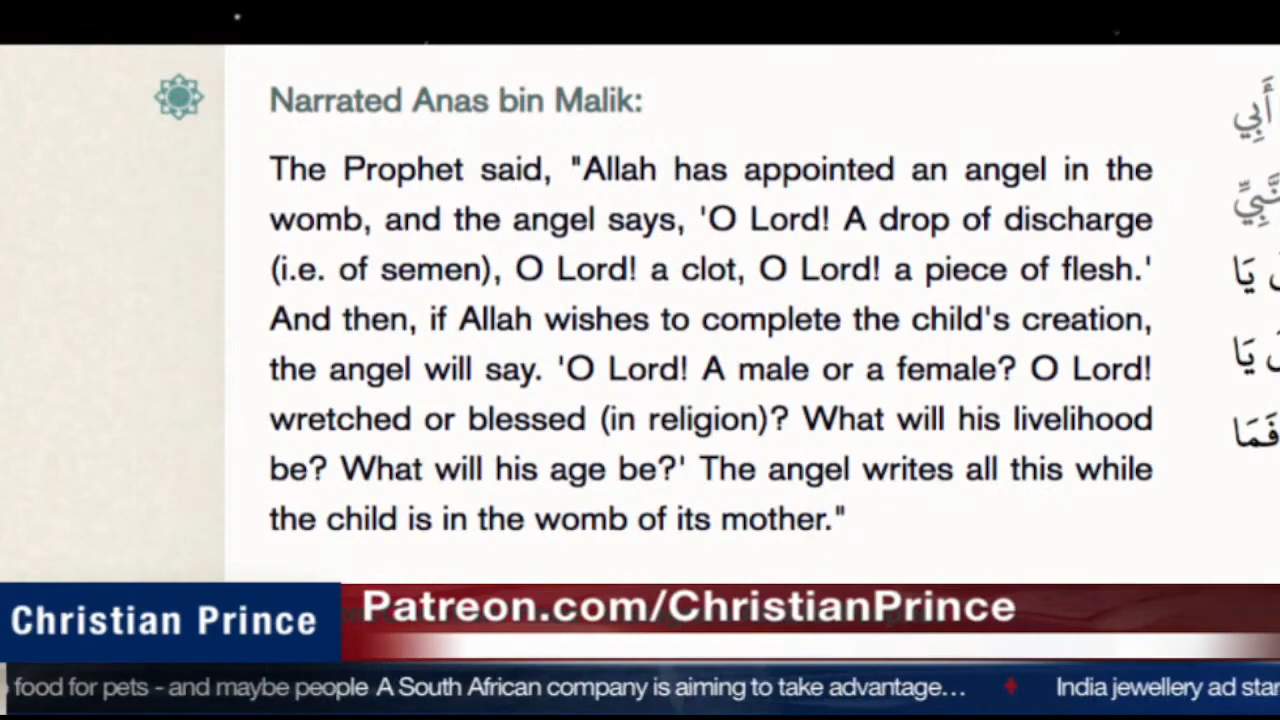 Narrated Anas bin Malik:
The Prophet said, "Allah has appointed an angel in the
womb, and the angel says, 'O Lord! A drop of discharge
(i.e. of semen), O Lord! a clot, O Lord! a piece of flesh.'
And then, if Allah wishes to complete the child's creation,
the angel will say. 'O Lord! A male or a female? O Lord!
wretched or blessed (in religion)? What will his livelihood
be? What will his age be?' The angel writes all this while
the child is in the womb of its mother."
أَبِي
يَا
يَا
فَمَا
Christian Prince
Patreon.com/ChristianPrince
food for pets - and maybe people A South African company is aiming to take advantage...
India jewellery ad